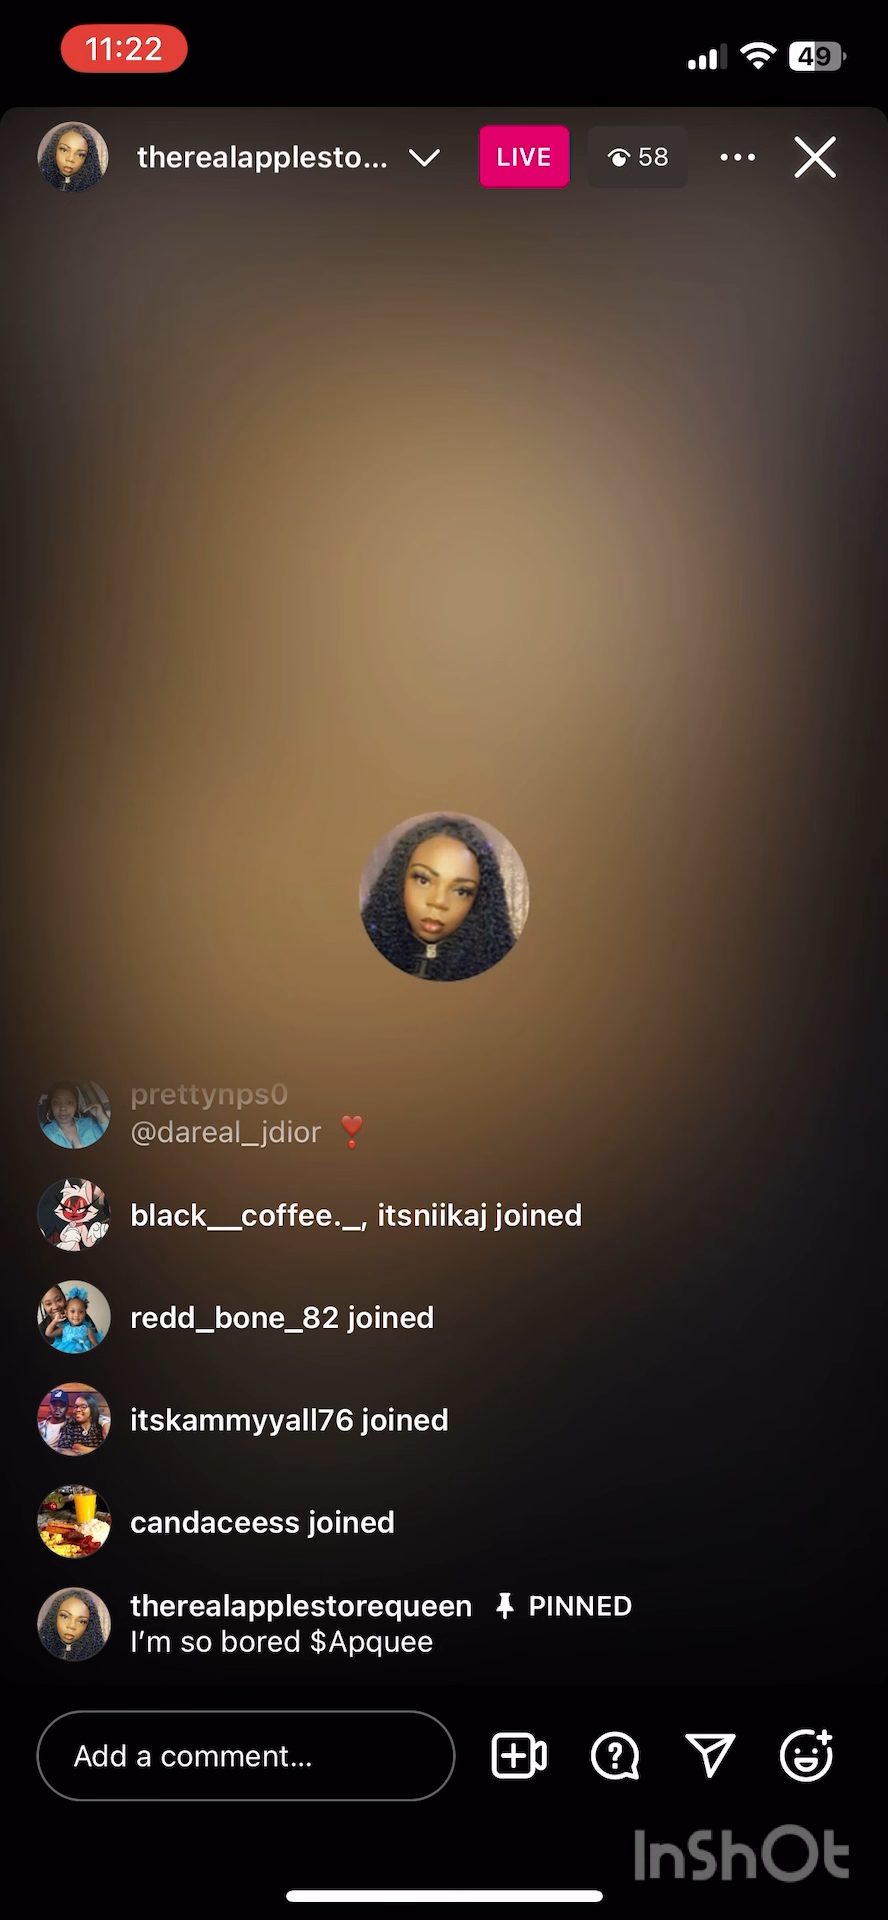 11:22
49
therealapplesto...
LIVE
58
prettynps0
@dareal_jdior ❣️
black__coffee._, itsniikaj joined
redd_bone_82 joined
itskammyyall76 joined
candaceess joined
therealapplestorequeen PINNED
I'm so bored $Apquee
Add a comment...
InShOt